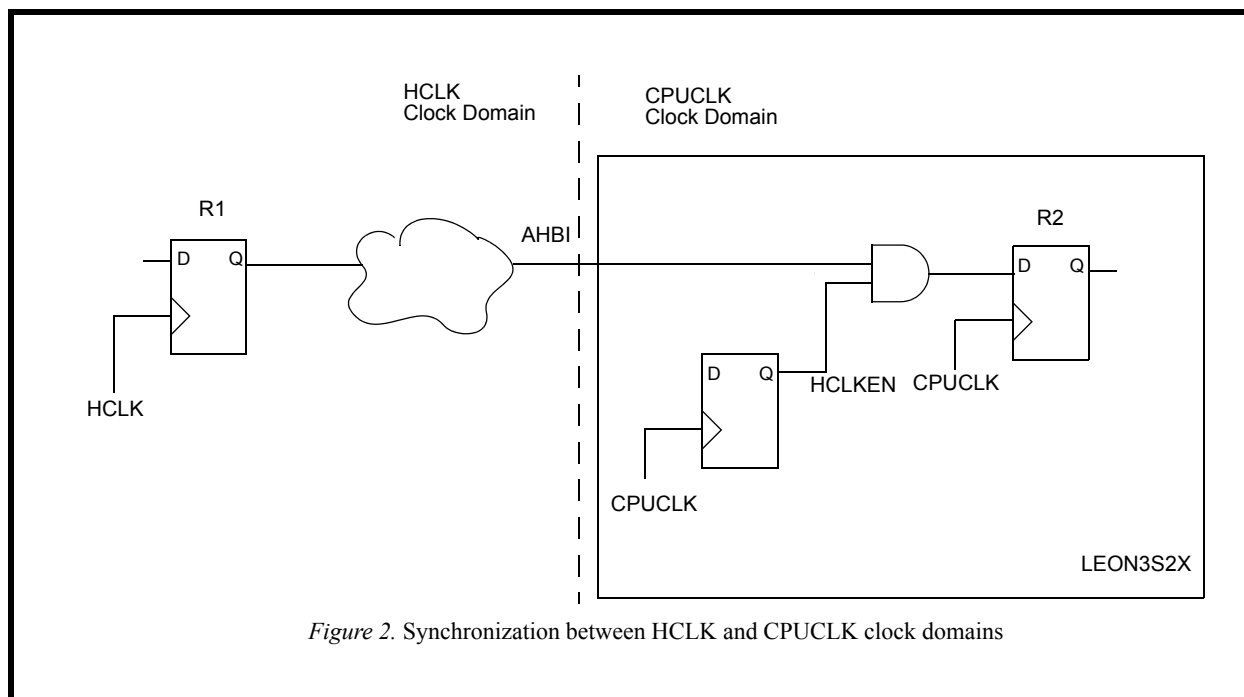 HCLK
Clock Domain
CPUCLK
Clock Domain
R1
D Q
HCLK
AHBI
R2
D Q
CPUCLK
D Q
HCLKEN
CPUCLK
LEON3S2X
Figure 2. Synchronization between HCLK and CPUCLK clock domains